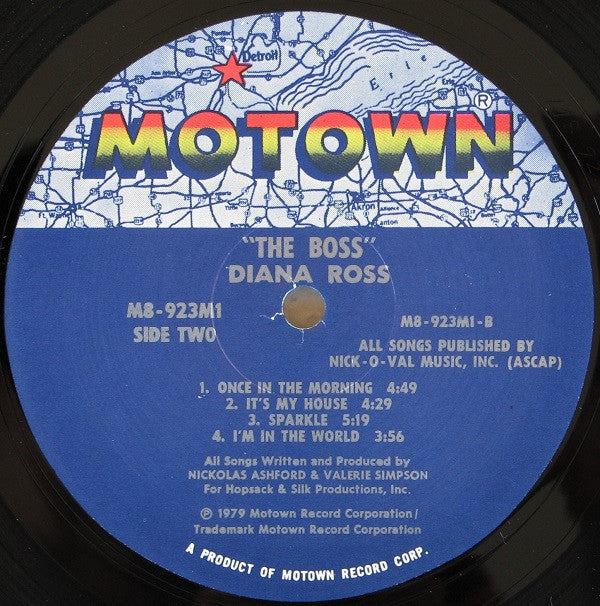 Detroit
Erie
MOTOWN®
Akron
"THE BOSS"
DIANA ROSS
M8-923M1
SIDE TWO
M8-923M1-B
ALL SONGS PUBLISHED BY
NICK-O-VAL MUSIC, INC. (ASCAP)
1. ONCE IN THE MORNING 4:49
2. IT'S MY HOUSE 4:29
3. SPARKLE 5:19
4. I'M IN THE WORLD 3:56
All Songs Written and Produced by
NICKOLAS ASHFORD & VALERIE SIMPSON
For Hopsack & Silk Productions, Inc.
℗ 1979 Motown Record Corporation/
Trademark Motown Record Corporation
A PRODUCT OF MOTOWN RECORD CORP.